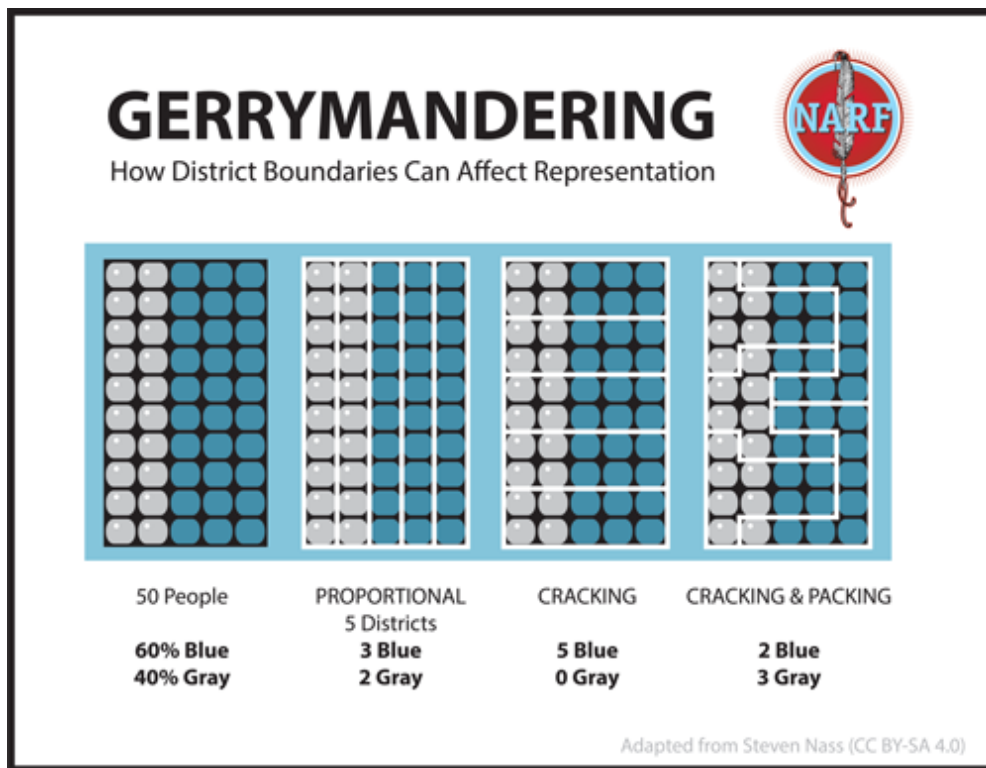 GERRYMANDERING
How District Boundaries Can Affect Representation
NARF
50 People
60% Blue
40% Gray
PROPORTIONAL
5 Districts
3 Blue
2 Gray
CRACKING
5 Blue
0 Gray
CRACKING & PACKING
2 Blue
3 Gray
Adapted from Steven Nass (CC BY-SA 4.0)